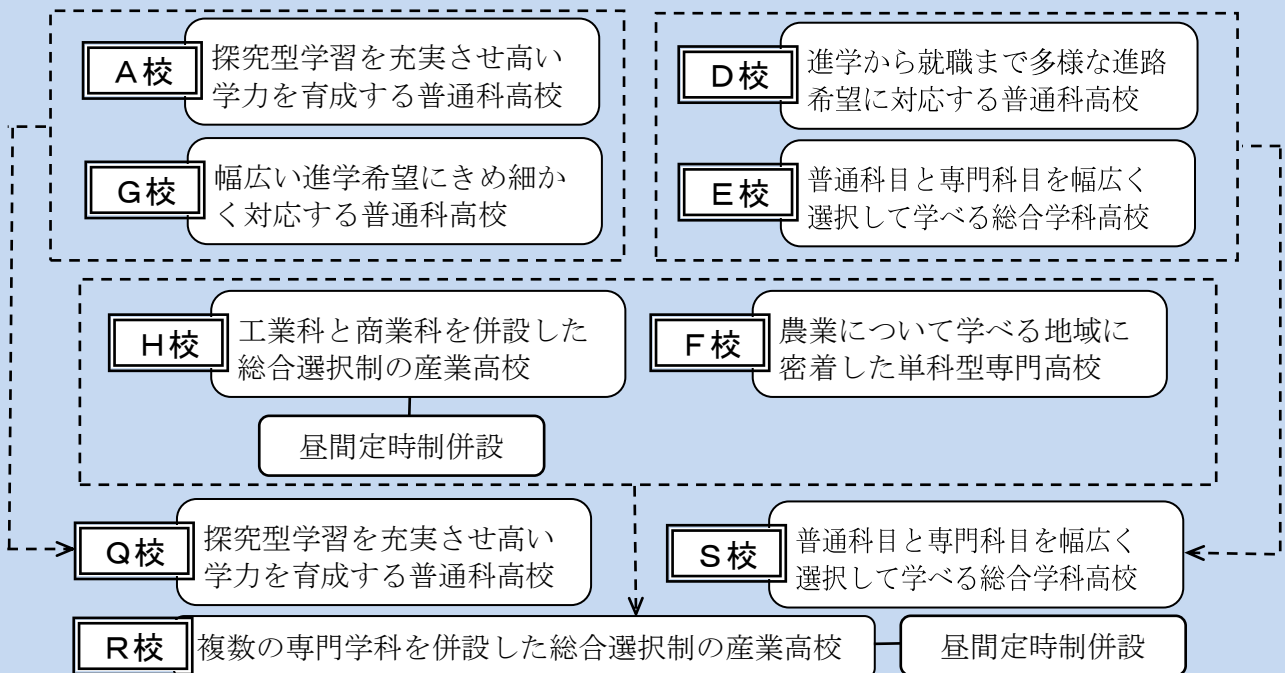 A校
探究型学習を充実させ高い
学力を育成する普通科高校
D校
進学から就職まで多様な進路
希望に対応する普通科高校
G校
幅広い進学希望にきめ細か
く対応する普通科高校
E校
普通科目と専門科目を幅広く
選択して学べる総合学科高校
H校
工業科と商業科を併設した
総合選択制の産業高校
F校
農業について学べる地域に
密着した単科型専門高校
昼間定時制併設
Q校
探究型学習を充実させ高い
学力を育成する普通科高校
S校
普通科目と専門科目を幅広く
選択して学べる総合学科高校
R校
複数の専門学科を併設した総合選択制の産業高校
昼間定時制併設